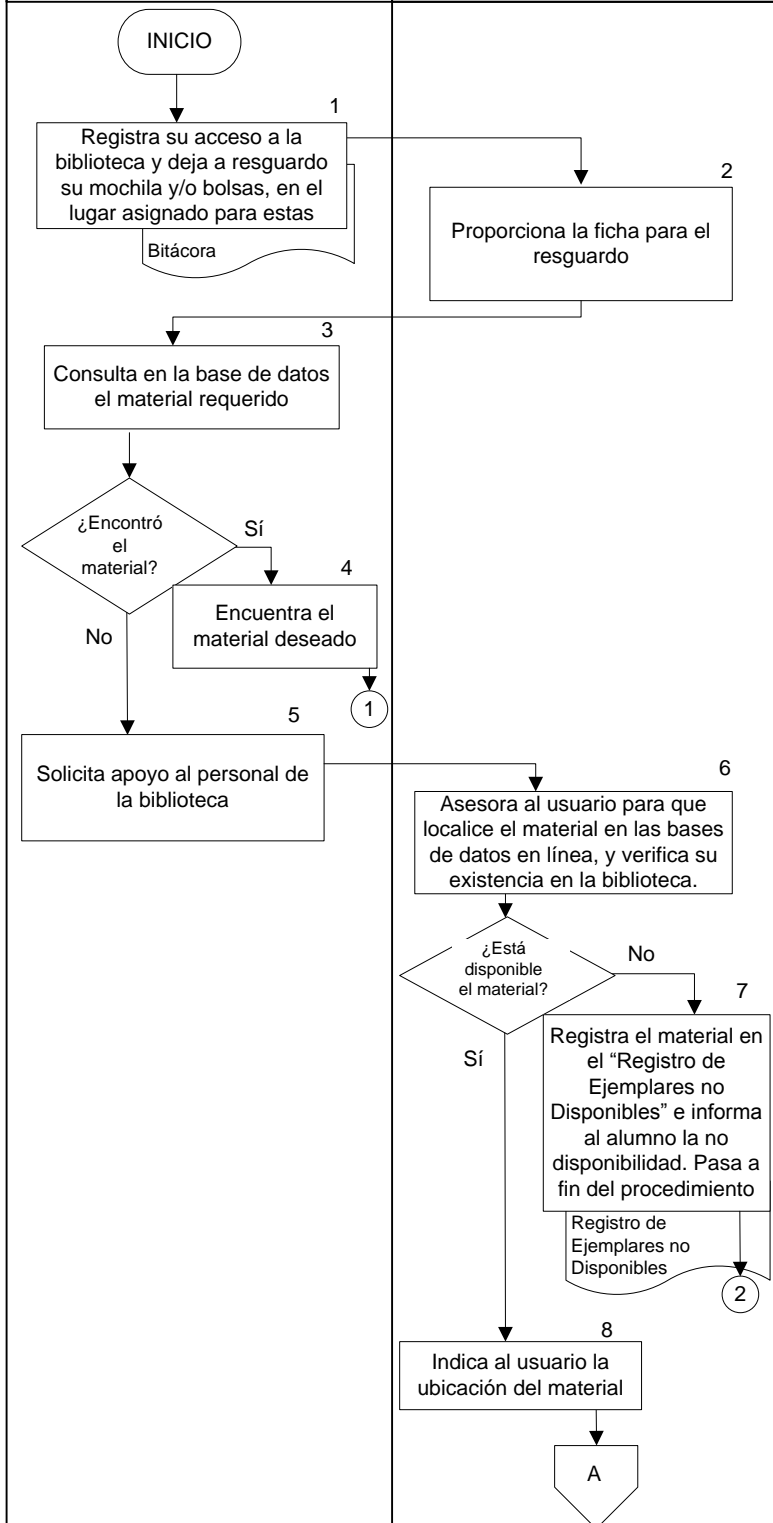 INICIO
1
Registra su acceso a la
biblioteca y deja a resguardo
su mochila y/o bolsas, en el
lugar asignado para estas
Bitácora
2
Proporciona la ficha para el
resguardo
3
Consulta en la base de datos
el material requerido
¿Encontró
el
material?
Sí
No
4
Encuentra el
material deseado
1
5
Solicita apoyo al personal de
la biblioteca
6
Asesora al usuario para que
localice el material en las bases
de datos en línea, y verifica su
existencia en la biblioteca.
¿Está
disponible
el material?
No
Sí
7
Registra el material en
el “Registro de
Ejemplares no
Disponibles” e informa
al alumno la no
disponibilidad. Pasa a
fin del procedimiento
Registro de
Ejemplares no
Disponibles
2
8
Indica al usuario la
ubicación del material
A